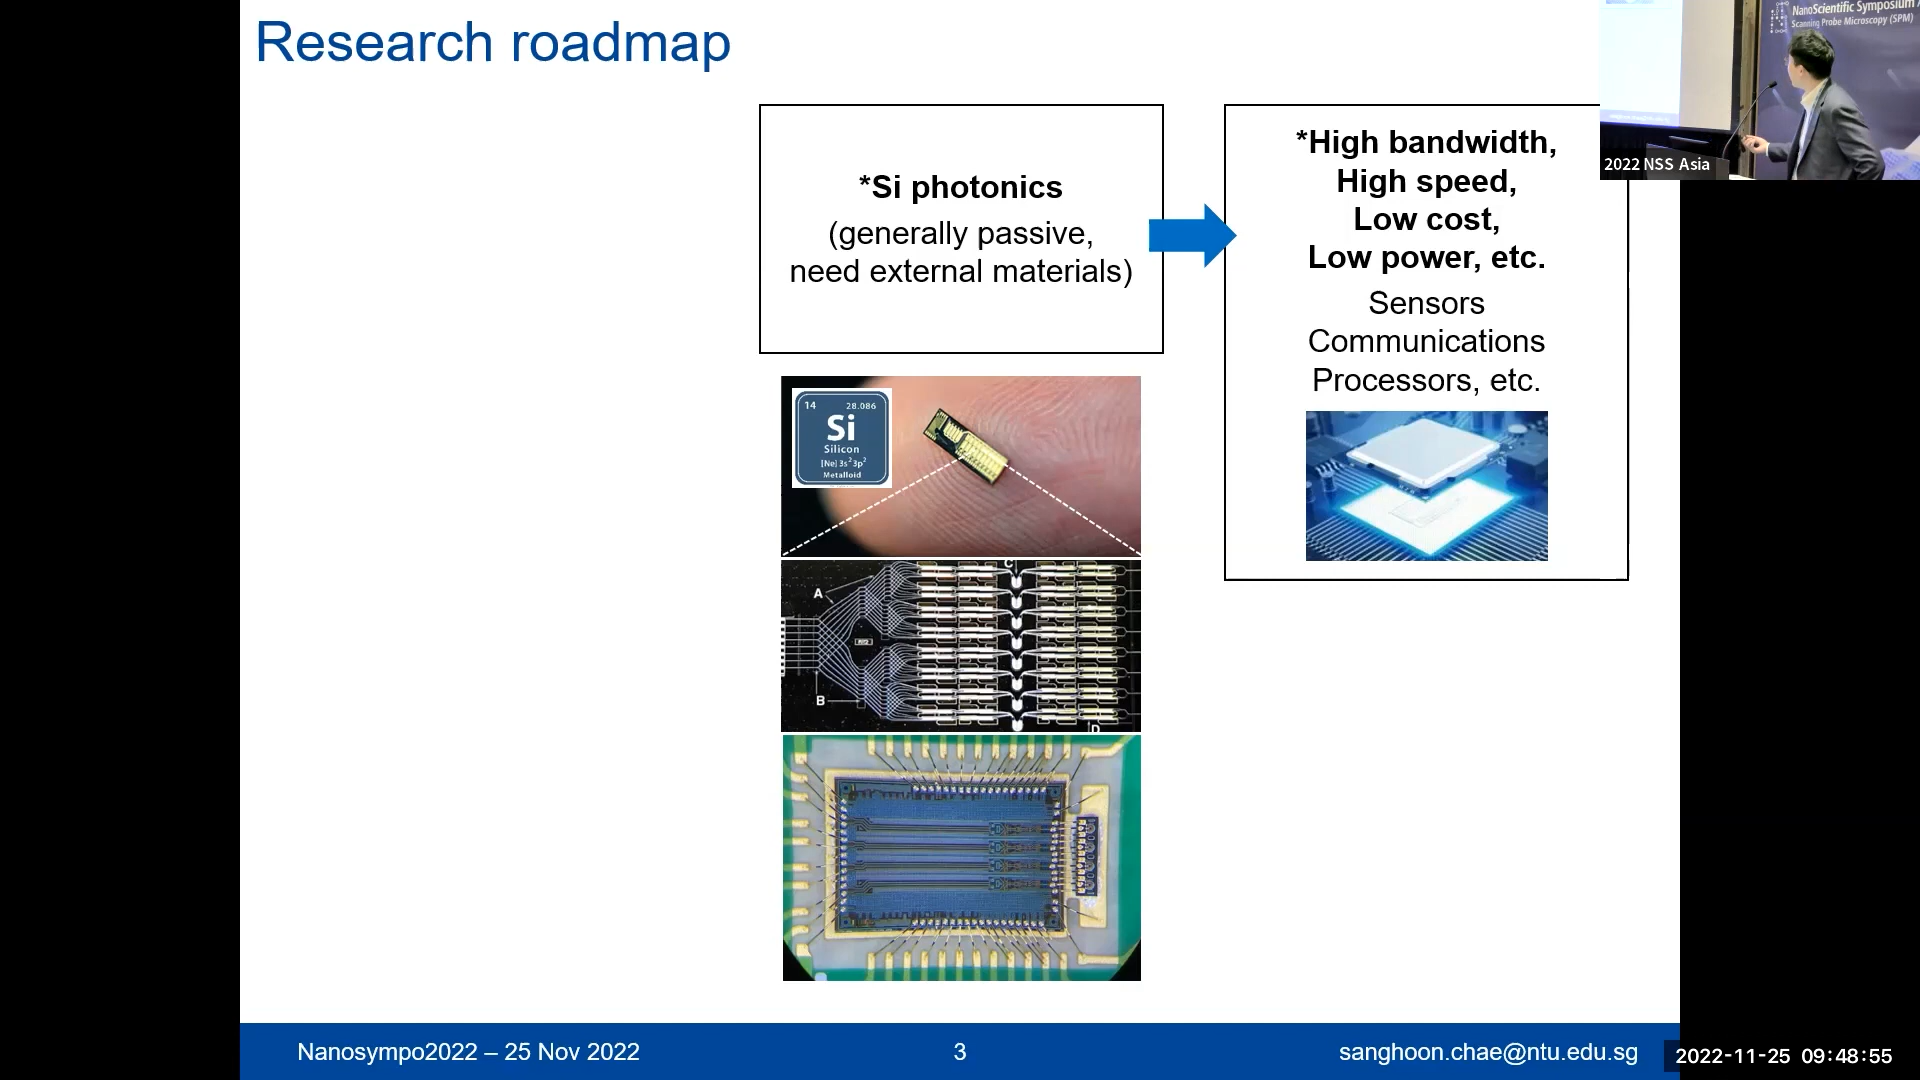 Research roadmap
*Si photonics
(generally passive,
need external materials)
*High bandwidth,
High speed,
Low cost,
Low power, etc.
Sensors
Communications
Processors, etc.
NanoScientific Symposium
Scanning Probe Microscopy (SPM)
2022 NSS Asia
14 28.086
Si
Silicon
[Ne] 3s² 3p²
Metalloid
A
B
C
D
Nanosympo2022 – 25 Nov 2022
3
sanghoon.chae@ntu.edu.sg
2022-11-25 09:48:55